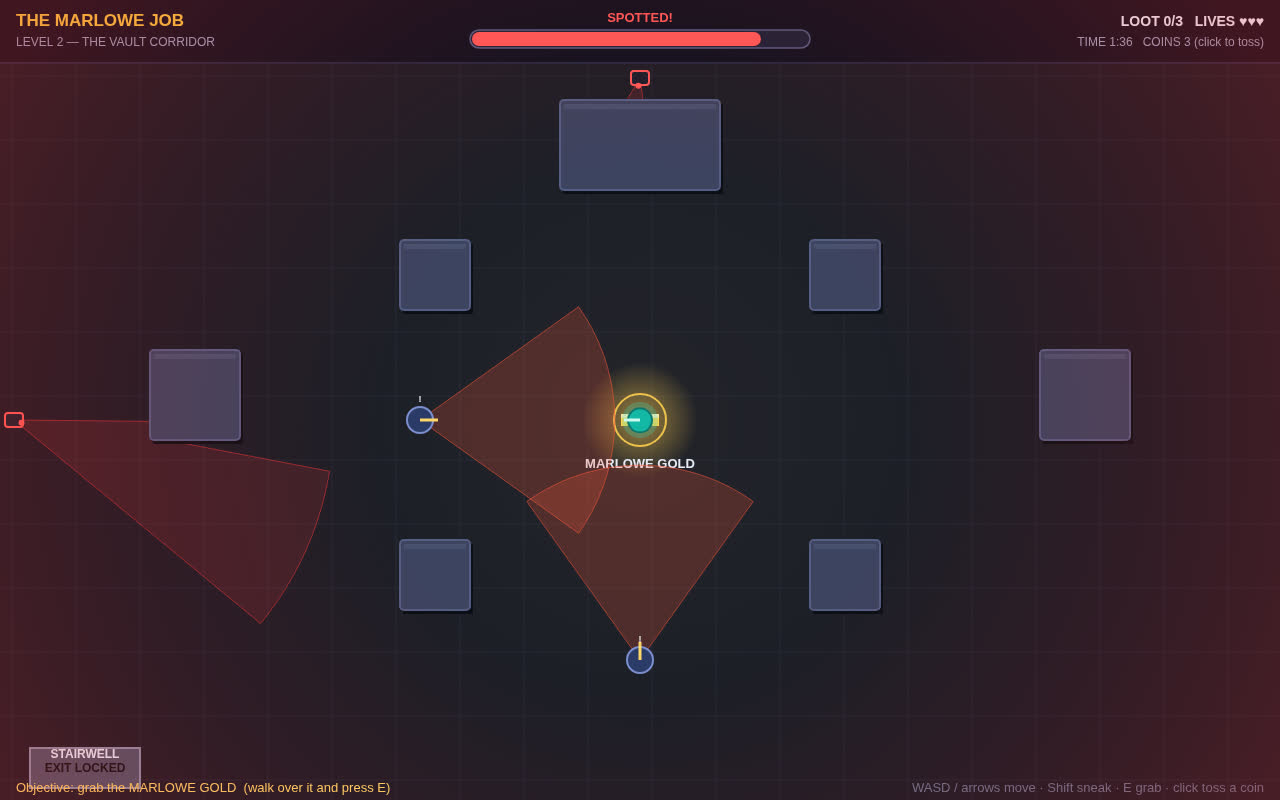 THE MARLOWE JOB
LEVEL 2 — THE VAULT CORRIDOR
SPOTTED!
LOOT 0/3 LIVES ♥♥♥
TIME 1:36 COINS 3 (click to toss)
MARLOWE GOLD
STAIRWELL
EXIT LOCKED
Objective: grab the MARLOWE GOLD (walk over it and press E)
WASD / arrows move · Shift sneak · E grab · click toss a coin